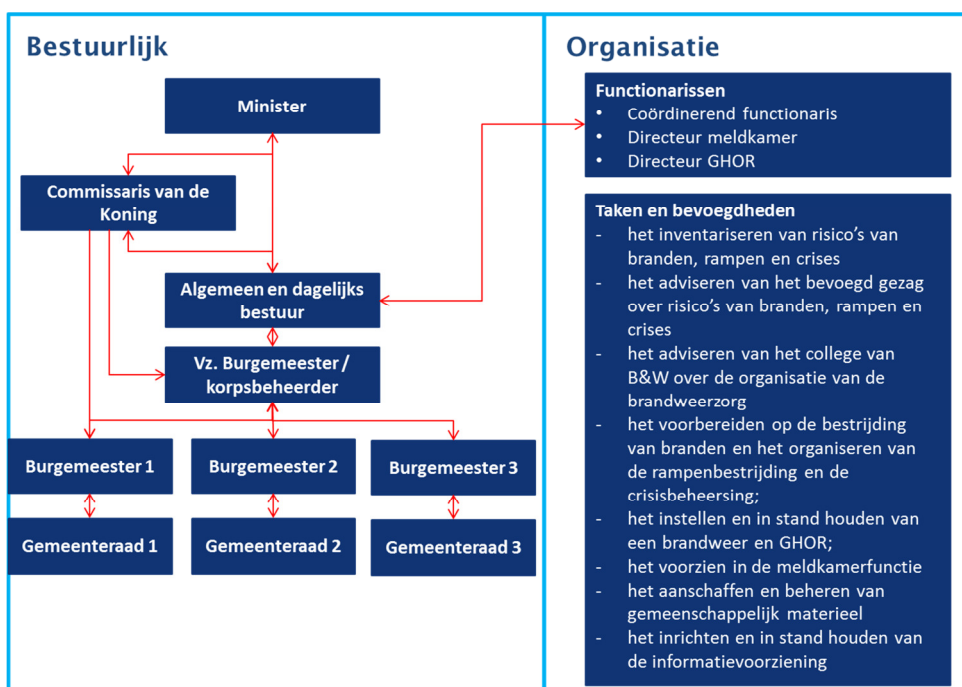 Bestuurlijk
Minister
Commissaris van de
Koning
Algemeen en dagelijks
bestuur
Vz. Burgemeester /
korpsbeheerder
Burgemeester 1
Burgemeester 2
Burgemeester 3
Gemeenteraad 1
Gemeenteraad 2
Gemeenteraad 3
Organisatie
Functionarissen
• Coördinerend functionaris
• Directeur meldkamer
• Directeur GHOR
Taken en bevoegdheden
- het inventariseren van risico's van
branden, rampen en crises
- het adviseren van het bevoegd gezag
over risico's van branden, rampen en
crises
- het adviseren van het college van
B&W over de organisatie van de
brandweerzorg
- het voorbereiden op de bestrijding
van branden en het organiseren van
de rampenbestrijding en de
crisisbeheersing;
- het instellen en in stand houden van
een brandweer en GHOR;
- het voorzien in de meldkamerfunctie
- het aanschaffen en beheren van
gemeenschappelijk materieel
- het inrichten en in stand houden van
de informatievoorziening